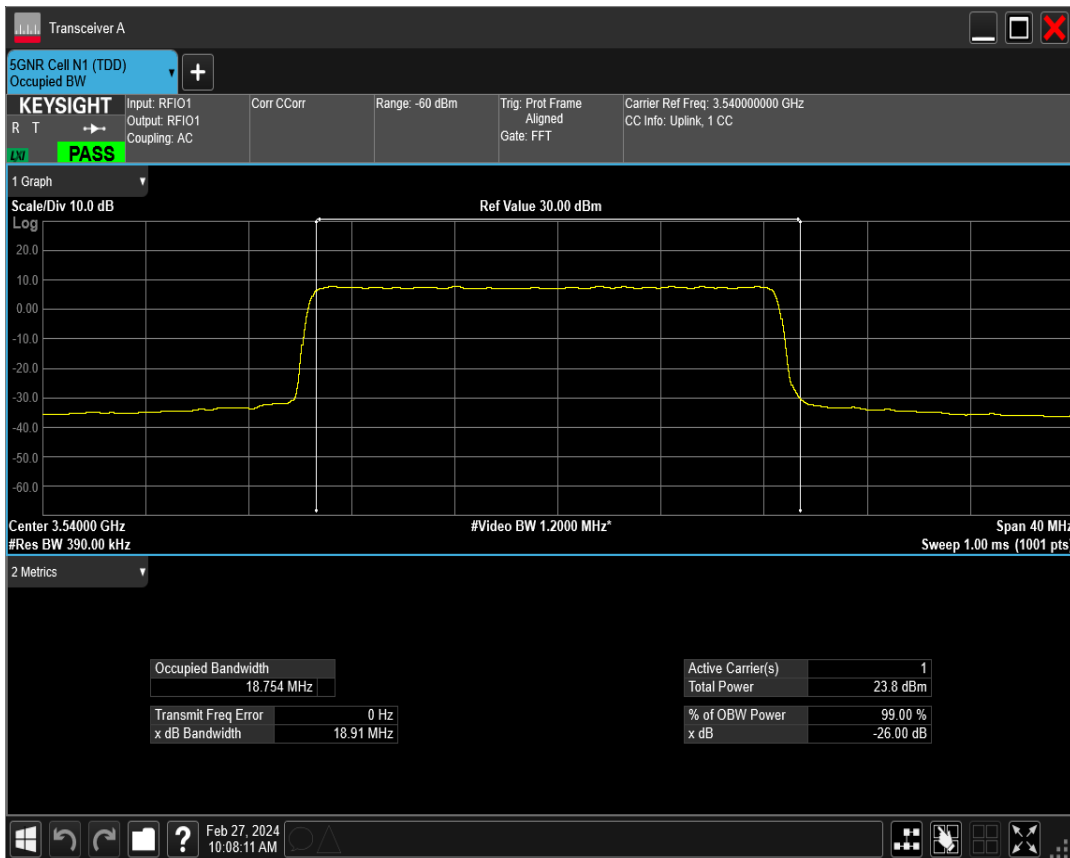 Transceiver A
5GNR Cell N1 (TDD)
Occupied BW
+
KEYSIGHT
R T
LXI
PASS
Input: RFIO1
Output: RFIO1
Coupling: AC
Corr CCorr
Range: -60 dBm
Trig: Prot Frame
Aligned
Gate: FFT
Carrier Ref Freq: 3.540000000 GHz
CC Info: Uplink, 1 CC
1 Graph
Scale/Div 10.0 dB
Ref Value 30.00 dBm
Log
20.0
10.0
0.00
-10.0
-20.0
-30.0
-40.0
-50.0
-60.0
Center 3.54000 GHz
#Video BW 1.2000 MHz*
Span 40 MHz
#Res BW 390.00 kHz
Sweep 1.00 ms (1001 pts)
2 Metrics
Occupied Bandwidth
18.754 MHz
Transmit Freq Error 0 Hz
x dB Bandwidth 18.91 MHz
Active Carrier(s) 1
Total Power 23.8 dBm
% of OBW Power 99.00 %
x dB -26.00 dB
?
Feb 27, 2024
10:08:11 AM